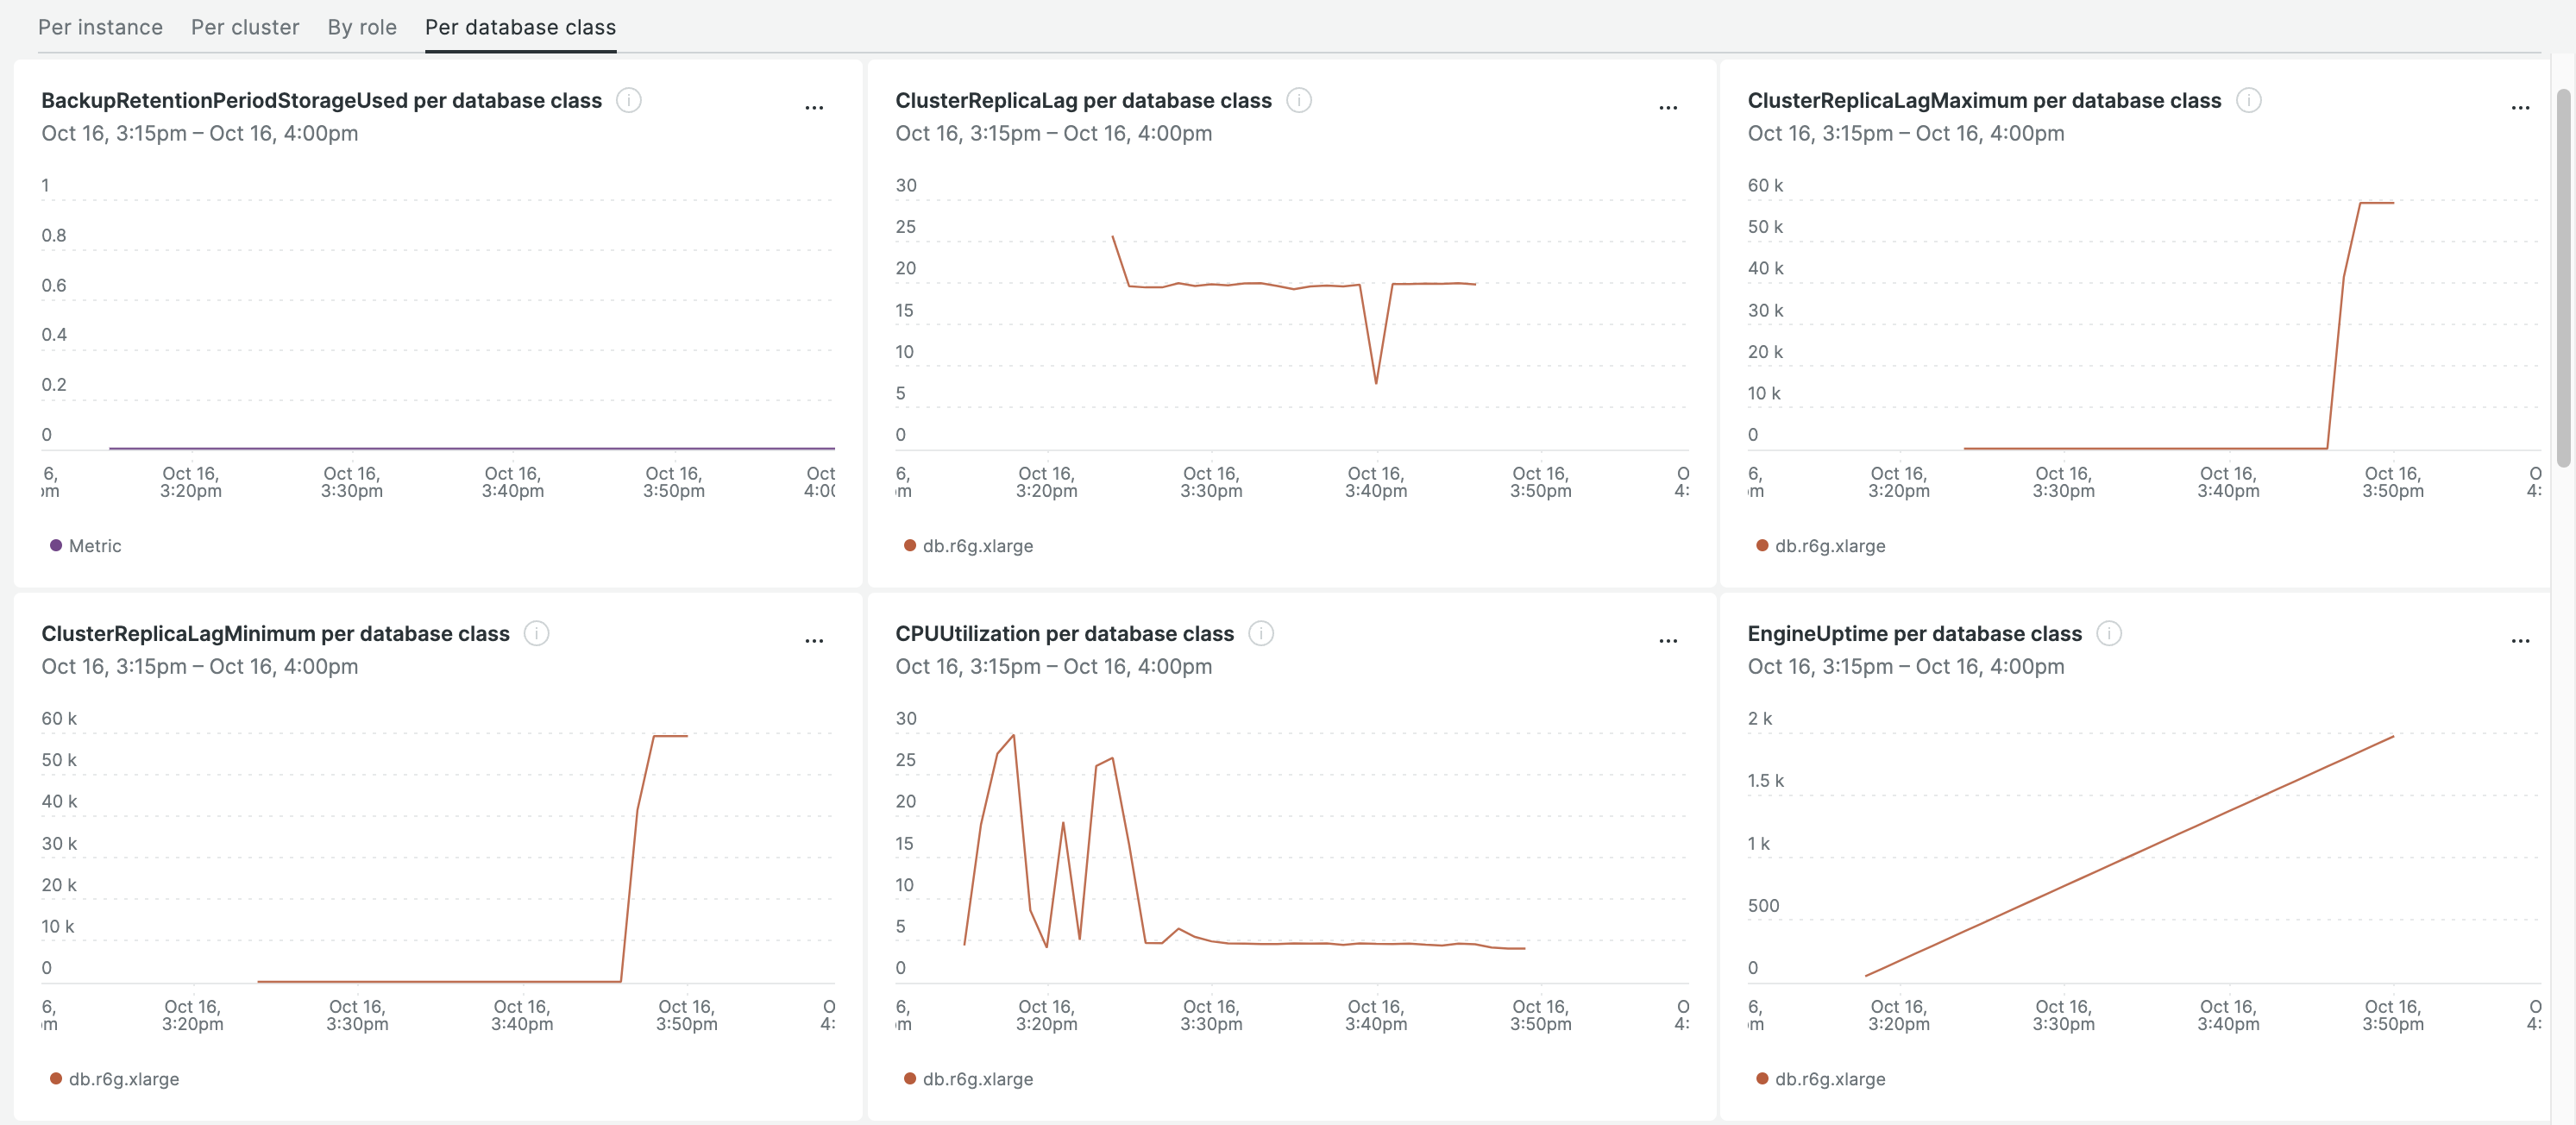 Per instance Per cluster By role Per database class
BackupRetentionPeriodStorageUsed per database class
...
Oct 16, 3:15pm – Oct 16, 4:00pm
1
0.8
0.6
0.4
0.2
0
6, Oct 16, Oct 16, Oct 16, Oct 16, Oct
3:20pm 3:30pm 3:40pm 3:50pm
Metric
ClusterReplicaLag per database class
...
Oct 16, 3:15pm – Oct 16, 4:00pm
30
25
20
15
10
5
0
6, Oct 16, Oct 16, Oct 16, Oct 16, O
3:20pm 3:30pm 3:40pm 3:50pm 4:
db.r6g.xlarge
ClusterReplicaLagMaximum per database class
...
Oct 16, 3:15pm – Oct 16, 4:00pm
60 k
50 k
40 k
30 k
20 k
10 k
0
6, Oct 16, Oct 16, Oct 16, Oct 16, O
3:20pm 3:30pm 3:40pm 3:50pm 4:
db.r6g.xlarge
ClusterReplicaLagMinimum per database class
...
Oct 16, 3:15pm – Oct 16, 4:00pm
60 k
50 k
40 k
30 k
20 k
10 k
0
6, Oct 16, Oct 16, Oct 16, Oct 16, O
3:20pm 3:30pm 3:40pm 3:50pm 4:
db.r6g.xlarge
CPUUtilization per database class
...
Oct 16, 3:15pm – Oct 16, 4:00pm
30
25
20
15
10
5
0
6, Oct 16, Oct 16, Oct 16, Oct 16, O
3:20pm 3:30pm 3:40pm 3:50pm 4:
db.r6g.xlarge
EngineUptime per database class
...
Oct 16, 3:15pm – Oct 16, 4:00pm
2 k
1.5 k
1 k
500
0
6, Oct 16, Oct 16, Oct 16, Oct 16, O
3:20pm 3:30pm 3:40pm 3:50pm 4:
db.r6g.xlarge